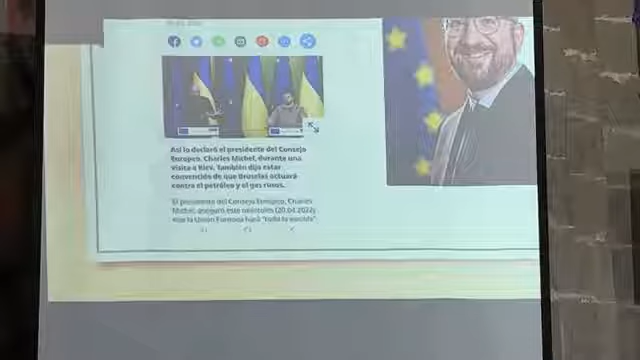 Así lo declaró el presidente del Consejo
Europeo, Charles Michel, durante una
visita a Kiev. También dijo estar
convencido de que Bruselas actuará
contra el petróleo y el gas rusos.
El presidente del Consejo Europeo, Charles
Michel, aseguró este miércoles (20.04.2022)
que la Unión Europea hará "todo lo posible"